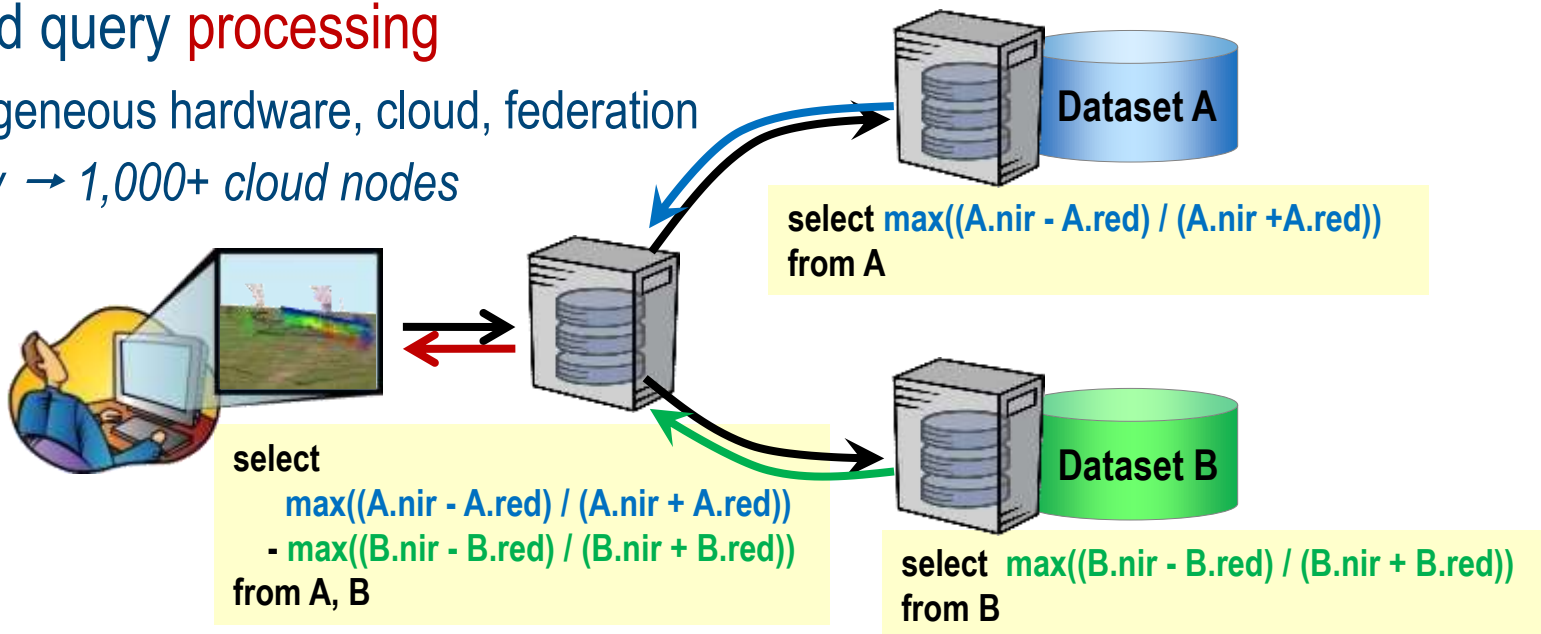 query processing
hardware, cloud, federation
→ 1,000+ cloud nodes
Dataset A
select max((A.nir - A.red) / (A.nir +A.red))
from A
select
max((A.nir - A.red) / (A.nir + A.red))
- max((B.nir - B.red) / (B.nir + B.red))
from A, B
Dataset B
select max((B.nir - B.red) / (B.nir + B.red))
from B